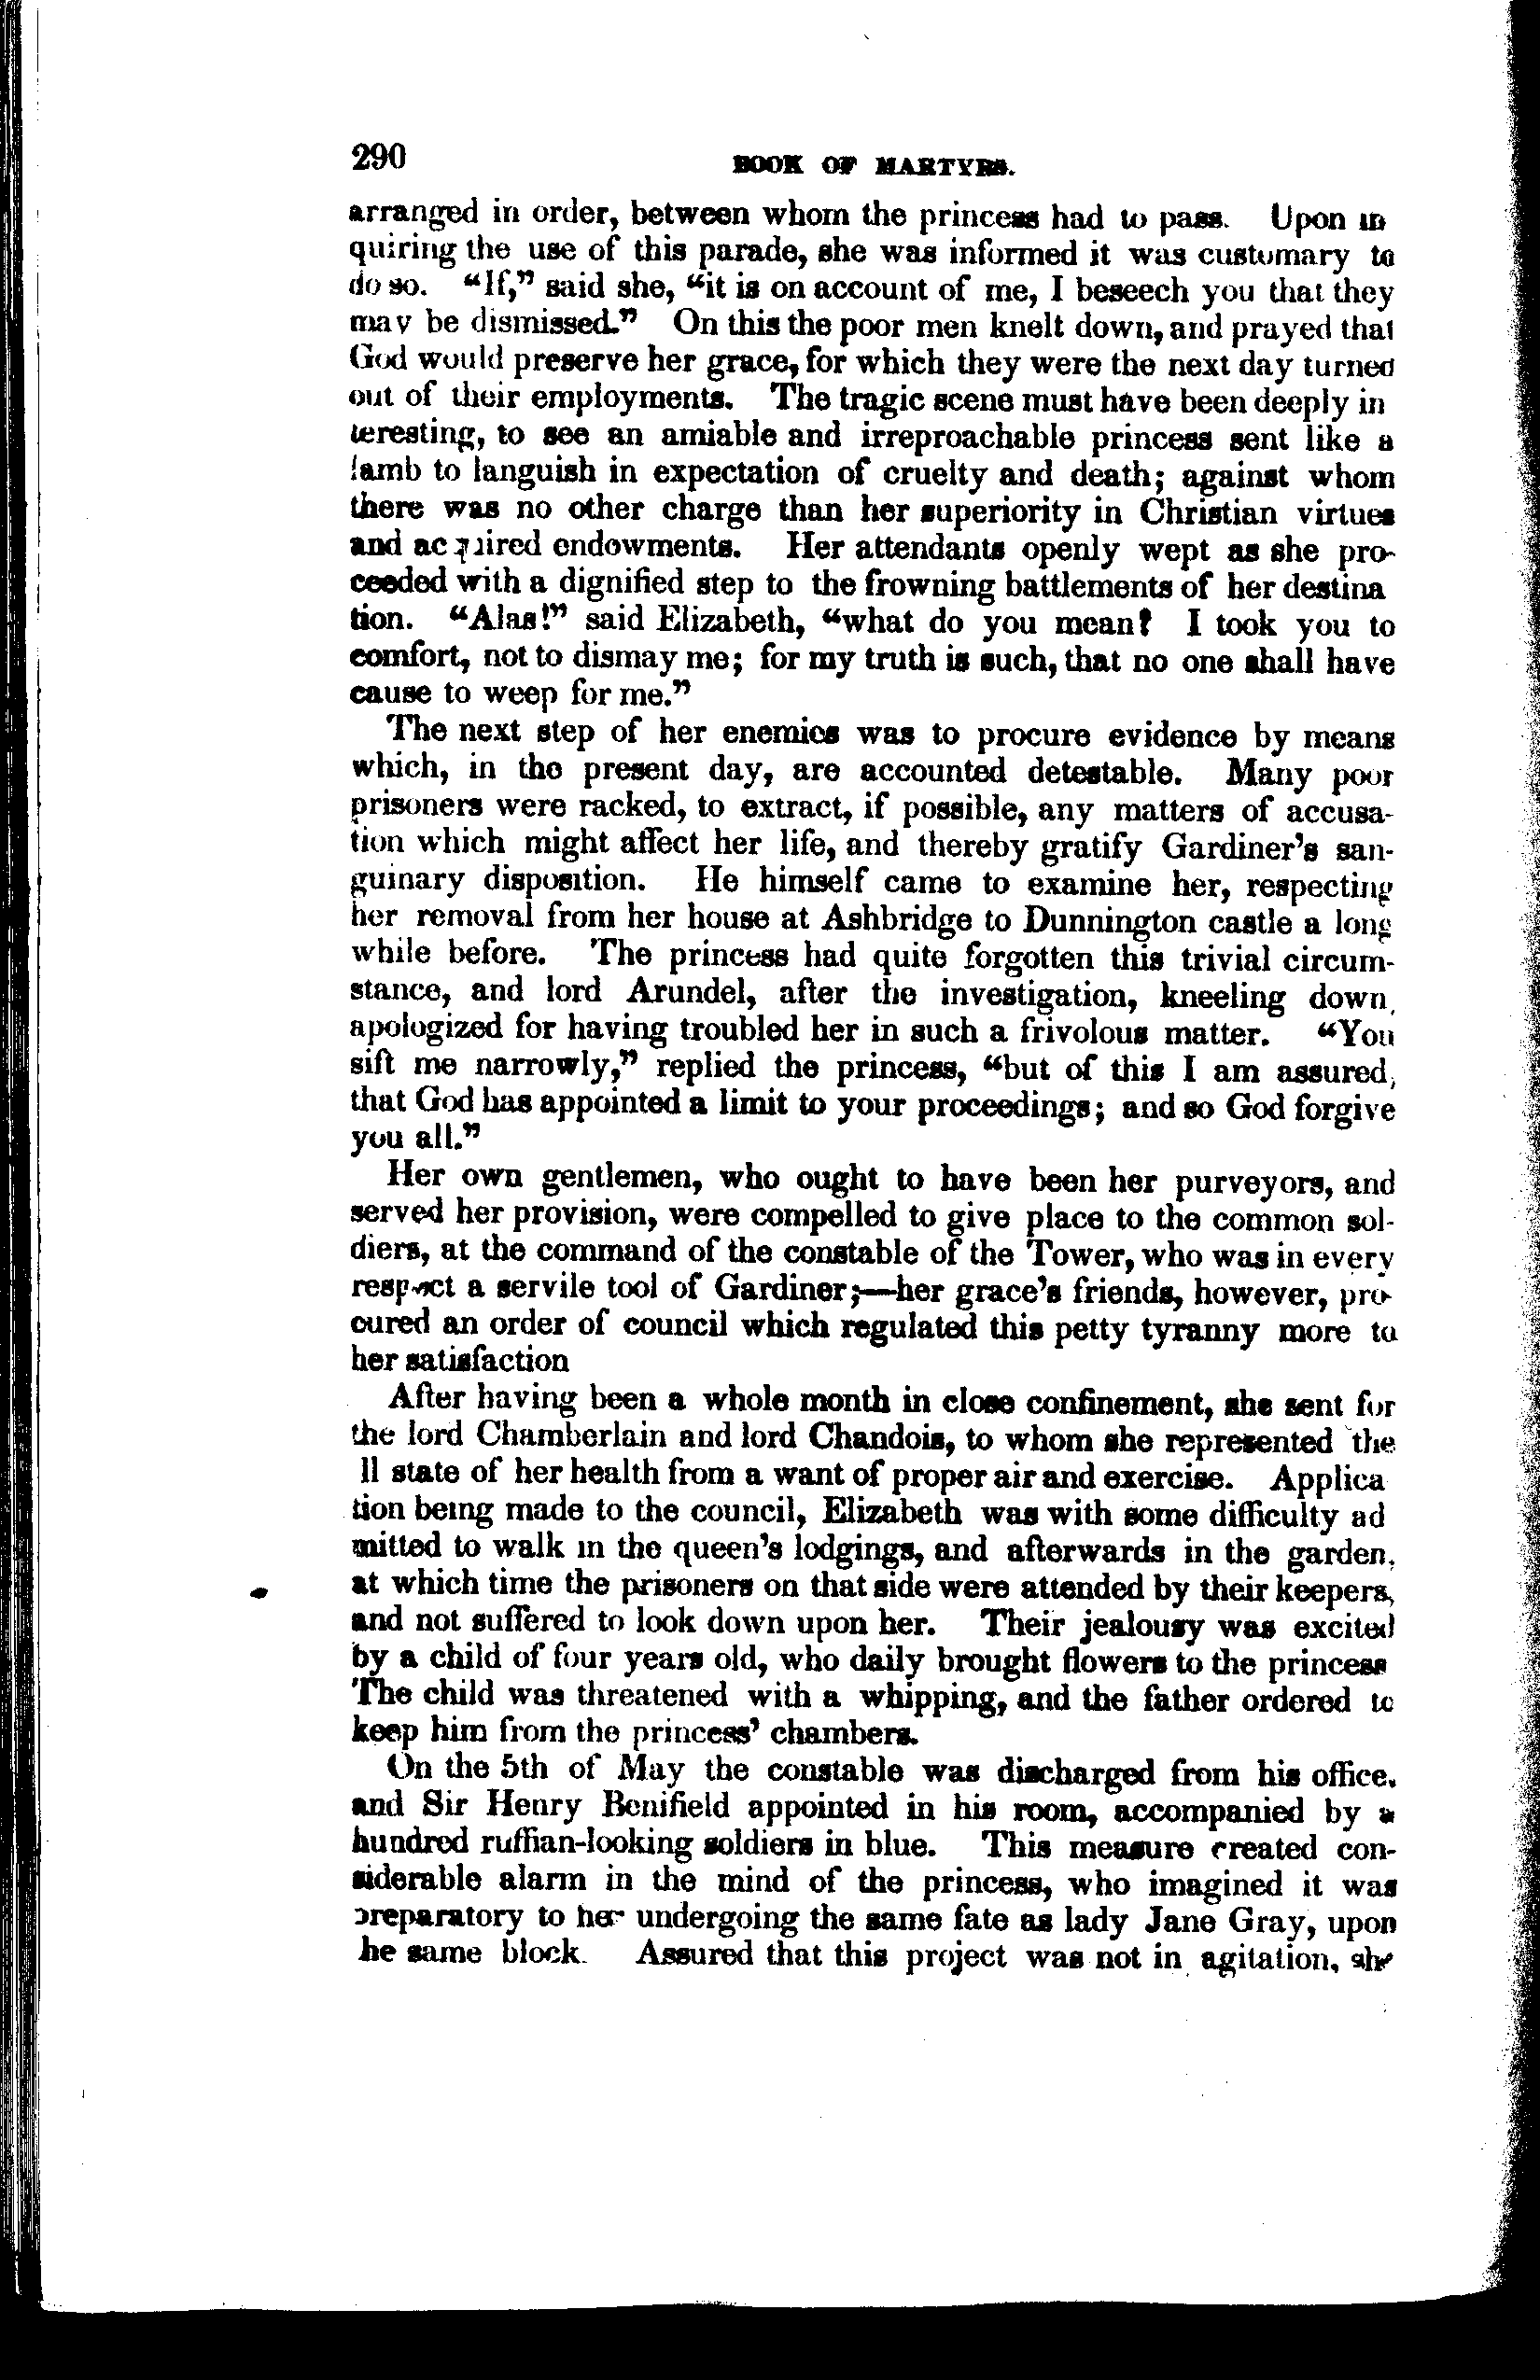 290 BOOK OF MARTYRS.
arranged in order, between whom the princess had to pass. Upon in
quiring the use of this parade, she was informed it was customary to
do so. “If,” said she, “it is on account of me, I beseech you that they
may be dismissed.” On this the poor men knelt down, and prayed that
God would preserve her grace, for which they were the next day turned
out of their employments. The tragic scene must have been deeply in
teresting, to see an amiable and irreproachable princess sent like a
lamb to languish in expectation of cruelty and death; against whom
there was no other charge than her superiority in Christian virtues
and acquired endowments. Her attendants openly wept as she pro-
ceeded with a dignified step to the frowning battlements of her destina
tion. “Alas!” said Elizabeth, “what do you mean? I took you to
comfort, not to dismay me; for my truth is such, that no one shall have
cause to weep for me.”
The next step of her enemies was to procure evidence by means
which, in the present day, are accounted detestable. Many poor
prisoners were racked, to extract, if possible, any matters of accusa-
tion which might affect her life, and thereby gratify Gardiner’s san-
guinary disposition. He himself came to examine her, respecting
her removal from her house at Ashbridge to Dunnington castle a long
while before. The princess had quite forgotten this trivial circum-
stance, and lord Arundel, after the investigation, kneeling down,
apologized for having troubled her in such a frivolous matter. “You
sift me narrowly,” replied the princess, “but of this I am assured,
that God has appointed a limit to your proceedings; and so God forgive
you all.”
Her own gentlemen, who ought to have been her purveyors, and
served her provision, were compelled to give place to the common sol-
diers, at the command of the constable of the Tower, who was in every
respect a servile tool of Gardiner;—her grace’s friends, however, pro-
cured an order of council which regulated this petty tyranny more to
her satisfaction
After having been a whole month in close confinement, she sent for
the lord Chamberlain and lord Chandois, to whom she represented the
ll state of her health from a want of proper air and exercise. Applica
tion being made to the council, Elizabeth was with some difficulty ad
mitted to walk in the queen’s lodgings, and afterwards in the garden,
at which time the prisoners on that side were attended by their keepers,
and not suffered to look down upon her. Their jealousy was excited
by a child of four years old, who daily brought flowers to the princess
The child was threatened with a whipping, and the father ordered to
keep him from the princess’ chambers.
On the 5th of May the constable was discharged from his office,
and Sir Henry Benifield appointed in his room, accompanied by a
hundred ruffian-looking soldiers in blue. This measure created con-
siderable alarm in the mind of the princess, who imagined it was
preparatory to her undergoing the same fate as lady Jane Gray, upon
he same block. Assured that this project was not in agitation, she